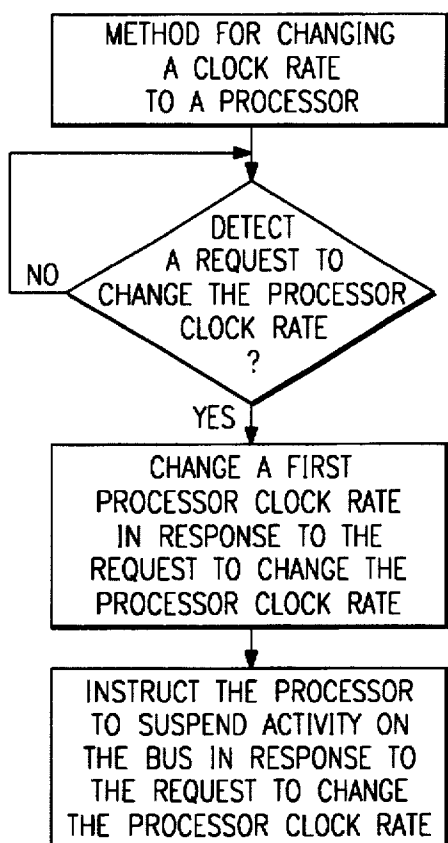 METHOD FOR CHANGING
A CLOCK RATE
TO A PROCESSOR
DETECT
A REQUEST TO
CHANGE THE PROCESSOR
CLOCK RATE
?
NO
YES
CHANGE A FIRST
PROCESSOR CLOCK RATE
IN RESPONSE TO THE
REQUEST TO CHANGE THE
PROCESSOR CLOCK RATE
INSTRUCT THE PROCESSOR
TO SUSPEND ACTIVITY ON
THE BUS IN RESPONSE TO
THE REQUEST TO CHANGE
THE PROCESSOR CLOCK RATE